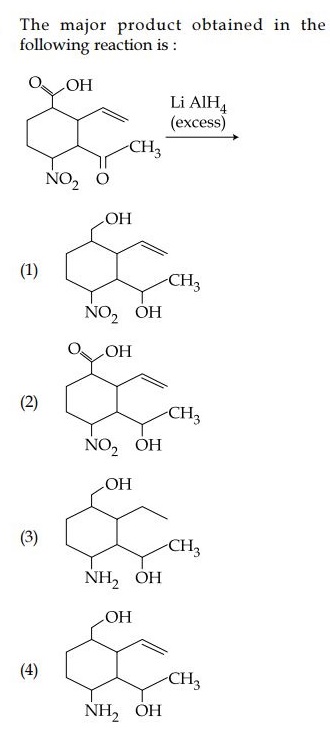 The major product obtained in the
following reaction is :
O OH
Li AlH₄
(excess)
CH₃
NO₂ O
OH
(1)
CH₃
NO₂ OH
O OH
(2)
CH₃
NO₂ OH
OH
(3)
CH₃
NH₂ OH
OH
(4)
CH₃
NH₂ OH